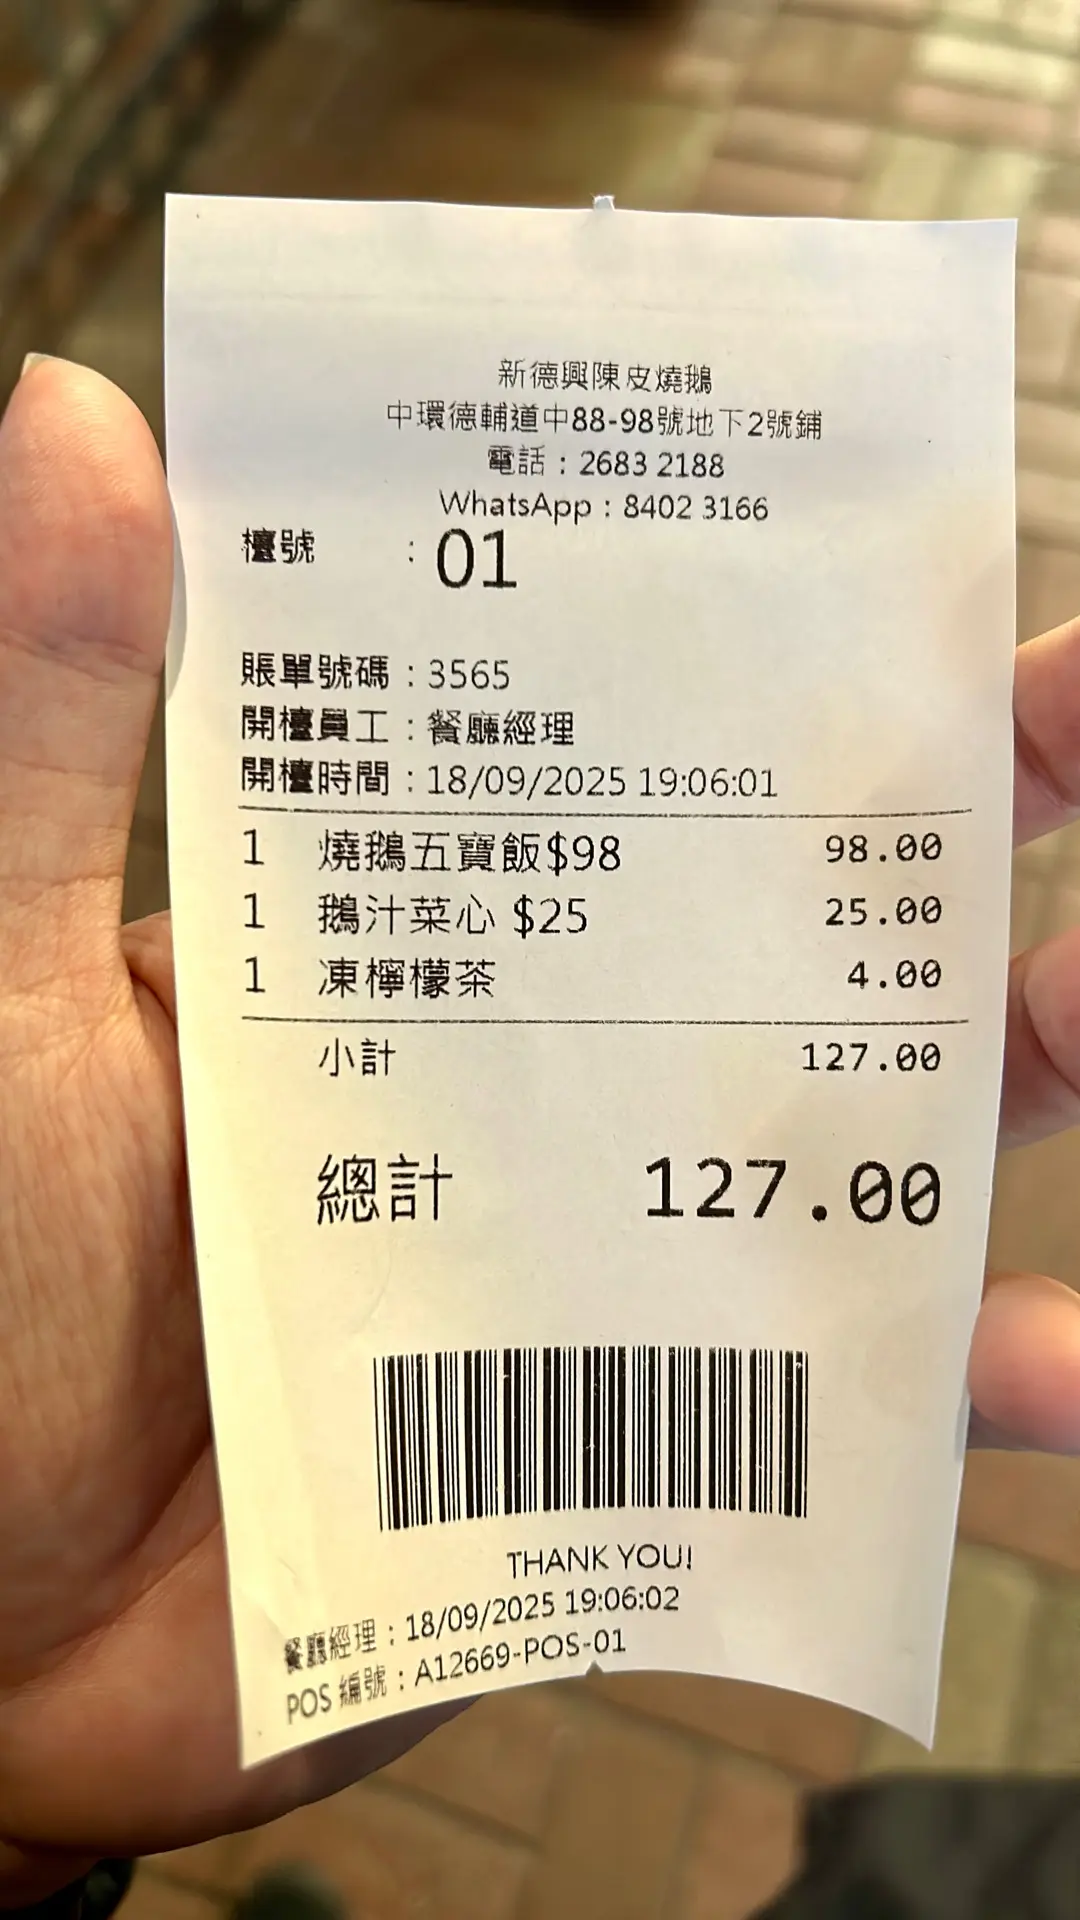 新德興陳皮燒鵝
中環德輔道中88-98號地下2號鋪
電話：2683 2188
WhatsApp：8402 3166
檯號 : 01
賬單號碼：3565
開檯員工：餐廳經理
開檯時間：18/09/2025 19:06:01
1 燒鵝五寶飯$98 98.00
1 鵝汁菜心 $25 25.00
1 凍檸檬茶 4.00
小計 127.00
總計 127.00
THANK YOU!
餐廳經理：18/09/2025 19:06:02
POS 編號：A12669-POS-01